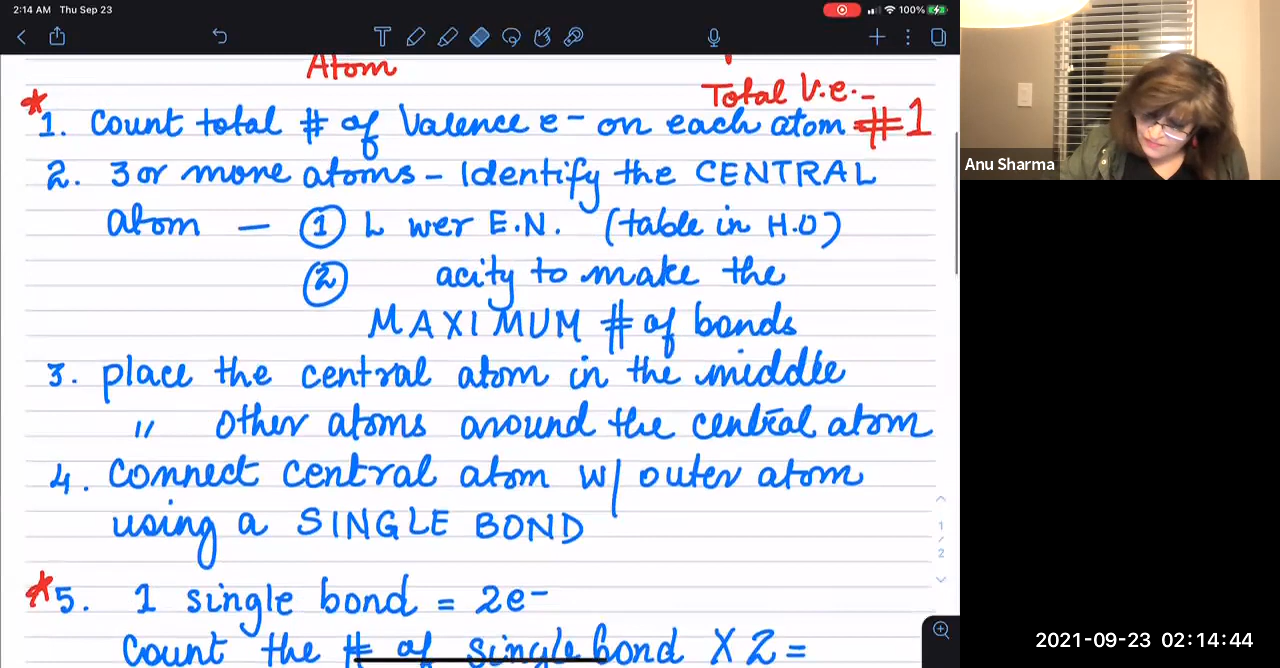 2:14 AM Thu Sep 23
100%
Atom
Total V.e.-
*1. Count total # of Valence e- on each atom #1
2. 3 or more atoms - Identify the CENTRAL
atom - ① L wer E.N. (table in H.O)
② acity to make the
MAXIMUM # of bonds
3. place the central atom in the middle
" other atoms around the central atom
4. Connect central atom w/ outer atom
using a SINGLE BOND
*5. 1 single bond = 2e-
Count the # of single bond X 2 =
1
/
2
Anu Sharma
2021-09-23 02:14:44